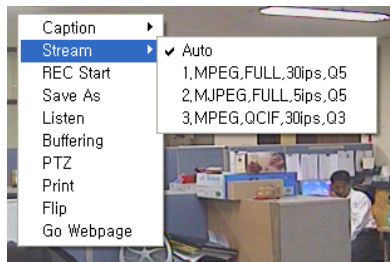 Caption
Stream
REC Start
Save As
Listen
Buffering
PTZ
Print
Flip
Go Webpage
Auto
1,MPEG,FULL,30ips,Q5
2,MJPEG,FULL,5ips,Q5
3,MPEG,QCIF,30ips,Q3